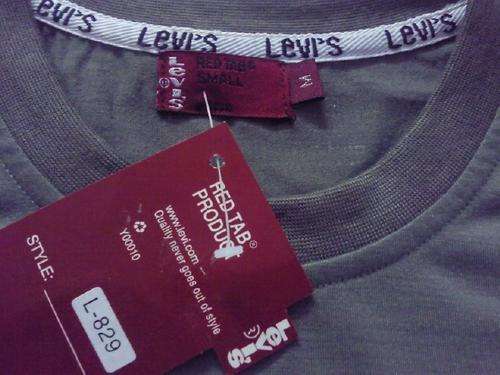 Levi's Levi's Levi's Levi's
Levi's
RED TAB
SMALL
M
RED TAB®
PRODUCT
www.levi.com
Quality never goes out of style
Y00010
STYLE:
L-829
Levi's